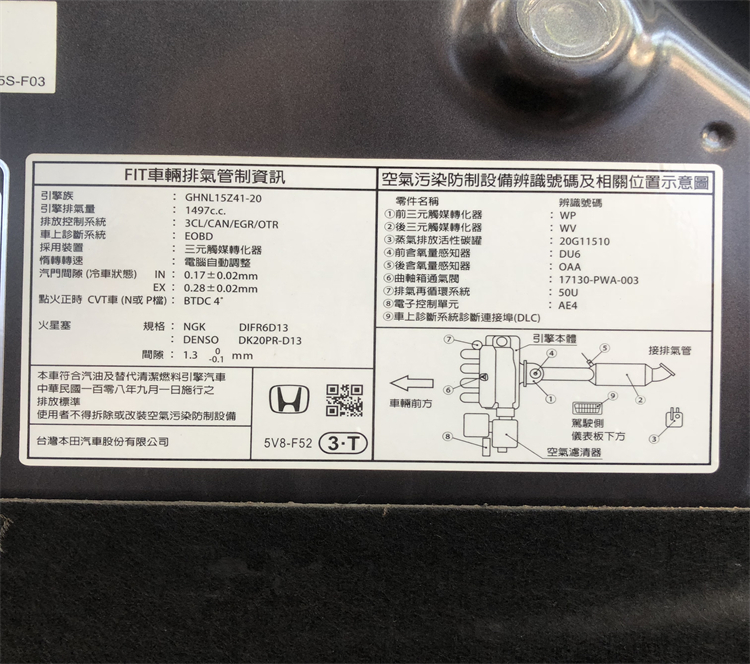 5S-F03
FIT車輛排氣管制資訊
引擎族 : GHNL15Z41-20
引擎排氣量 : 1497c.c.
排放控制系統 : 3CL/CAN/EGR/OTR
車上診斷系統 : EOBD
採用裝置 : 三元觸媒轉化器
惰轉轉速 : 電腦自動調整
汽門間隙 (冷車狀態) IN : 0.17±0.02mm
EX : 0.28±0.02mm
點火正時 CVT車 (N或P檔) : BTDC 4°
火星塞 規格 : NGK DIFR6D13
: DENSO DK20PR-D13
間隙 : 1.3 0 -0.1 mm
本車符合汽油及替代清潔燃料引擎汽車
中華民國一百零八年九月一日施行之
排放標準
使用者不得拆除或改裝空氣污染防制設備
台灣本田汽車股份有限公司
5V8-F52 3·T
空氣污染防制設備辨識號碼及相關位置示意圖
零件名稱 辨識號碼
①前三元觸媒轉化器 : WP
②後三元觸媒轉化器 : WV
③蒸氣排放活性碳罐 : 20G11510
④前含氧量感知器 : DU6
⑤後含氧量感知器 : OAA
⑥曲軸箱通氣閥 : 17130-PWA-003
⑦排氣再循環系統 : 50U
⑧電子控制單元 : AE4
⑨車上診斷系統診斷連接埠(DLC)
⑦ 引擎本體 ⑤ 接排氣管
④
⑥ ① ②
車輛前方 ⑨
駕駛側
儀表板下方 ③
⑧ 空氣濾清器